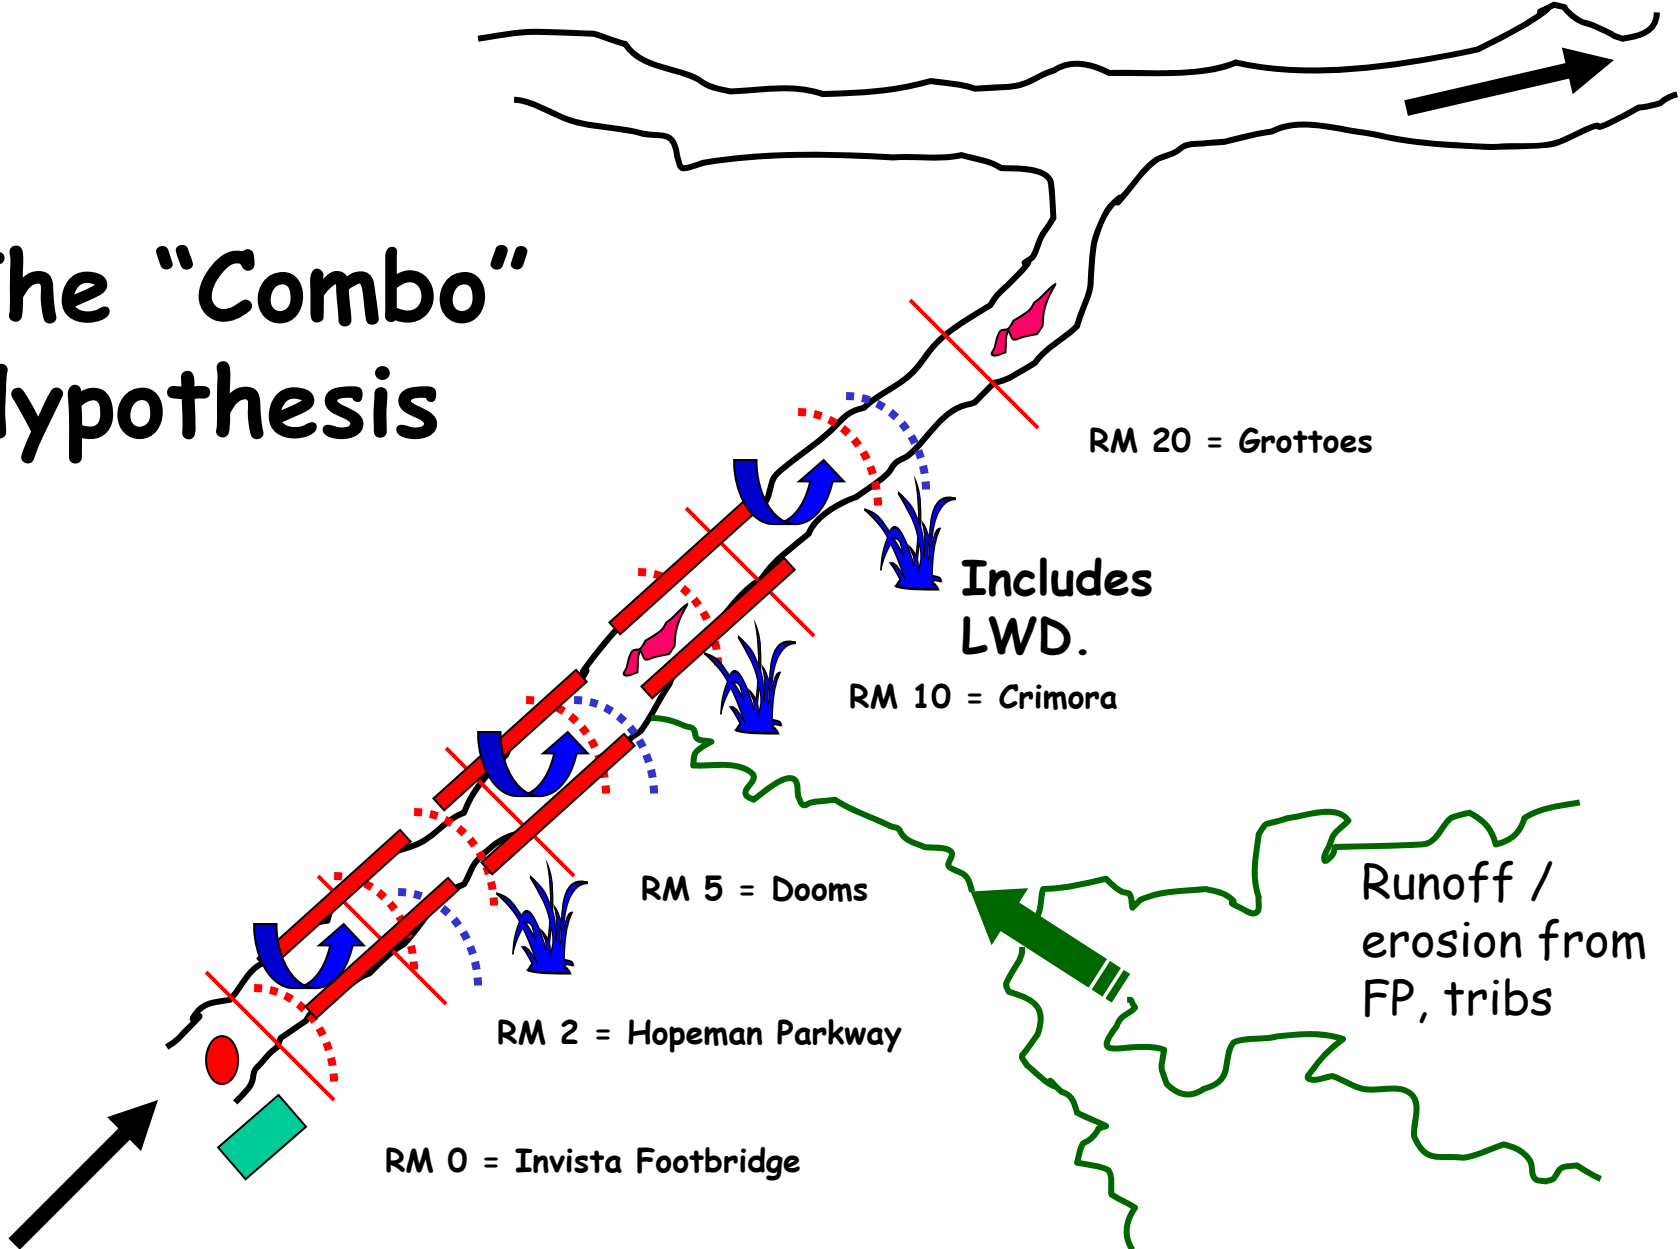 he “Combo”
ypothesis
RM 20 = Grottoes
Includes
LWD.
RM 10 = Crimora
RM 5 = Dooms
Runoff /
erosion from
FP, tribs
RM 2 = Hopeman Parkway
RM 0 = Invista Footbridge